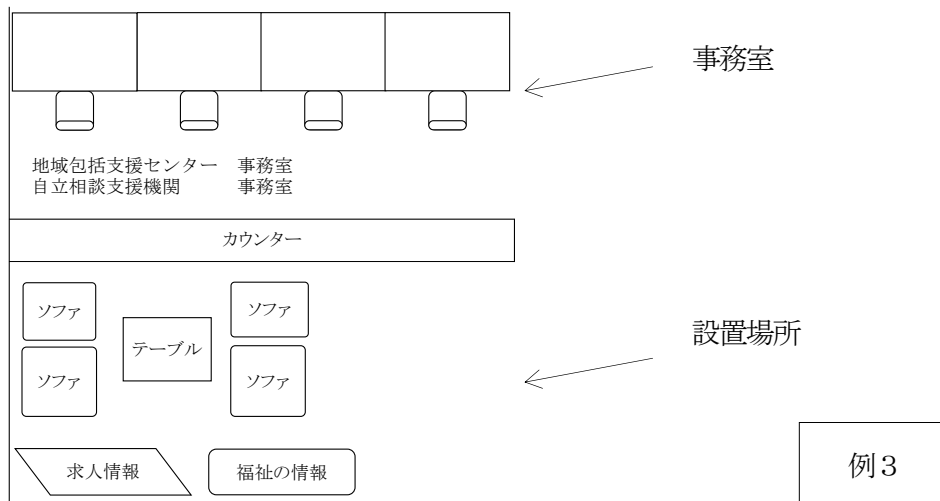 事務室
地域包括支援センター　事務室
自立相談支援機関　　　事務室
カウンター
ソファ
ソファ
テーブル
設置場所
ソファ
ソファ
求人情報
福祉の情報
例３